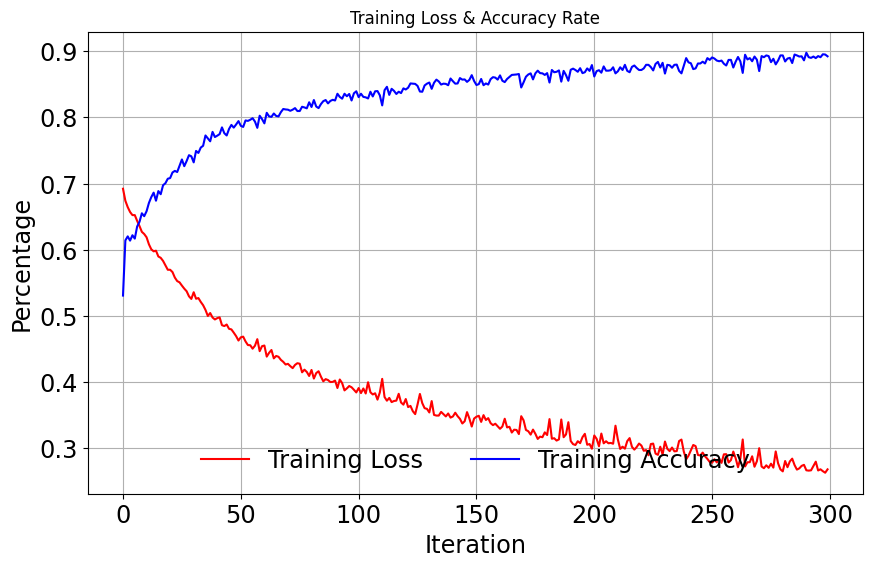 Training Loss & Accuracy Rate
0.9
0.8
0.7
0.6
0.5
0.4
0.3
Percentage
Training Loss Training Accuracy
0 50 100 150 200 250 300
Iteration